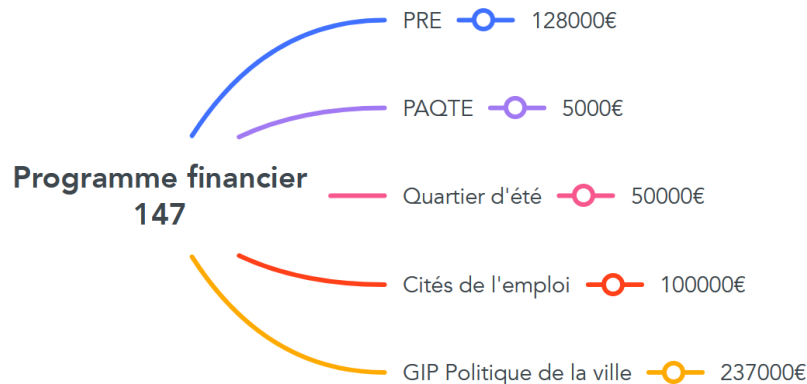 PRE 128000€
PAQTE 5000€
Programme financier
147
Quartier d'été 50000€
Cités de l'emploi 100000€
GIP Politique de la ville 237000€